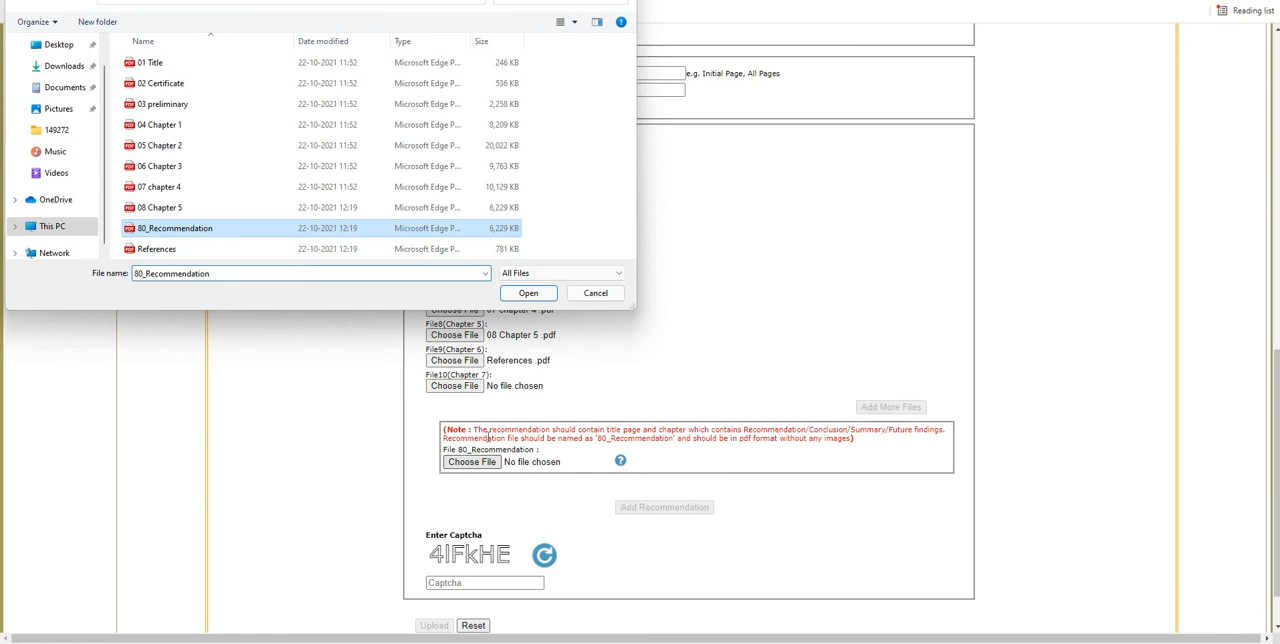 Reading list
Organize
New folder
Name
Date modified
Type
Size
Desktop
Downloads
Documents
Pictures
149272
Music
Videos
OneDrive
This PC
Network
01 Title 22-10-2021 11:52 Microsoft Edge P... 246 KB
02 Certificate 22-10-2021 11:52 Microsoft Edge P... 536 KB
03 preliminary 22-10-2021 11:52 Microsoft Edge P... 2,258 KB
04 Chapter 1 22-10-2021 11:52 Microsoft Edge P... 8,209 KB
05 Chapter 2 22-10-2021 11:52 Microsoft Edge P... 20,022 KB
06 Chapter 3 22-10-2021 11:52 Microsoft Edge P... 9,763 KB
07 chapter 4 22-10-2021 11:52 Microsoft Edge P... 10,129 KB
08 Chapter 5 22-10-2021 12:19 Microsoft Edge P... 6,229 KB
80_Recommendation 22-10-2021 12:19 Microsoft Edge P... 6,229 KB
References 22-10-2021 12:19 Microsoft Edge P... 781 KB
File name: 80_Recommendation
All Files
Open
Cancel
e.g. Initial Page, All Pages
Choose File 07 chapter 4 .pdf
File8(Chapter 5):
Choose File 08 Chapter 5 .pdf
File9(Chapter 6):
Choose File References .pdf
File10(Chapter 7):
Choose File No file chosen
Add More Files
(Note : The recommendation should contain title page and chapter which contains Recommendation/Conclusion/Summary/Future findings.
Recommendation file should be named as '80_Recommendation' and should be in pdf format without any images)
File 80_Recommendation :
Choose File No file chosen
Add Recommendation
Enter Captcha
4IFkHE
Captcha
Upload
Reset